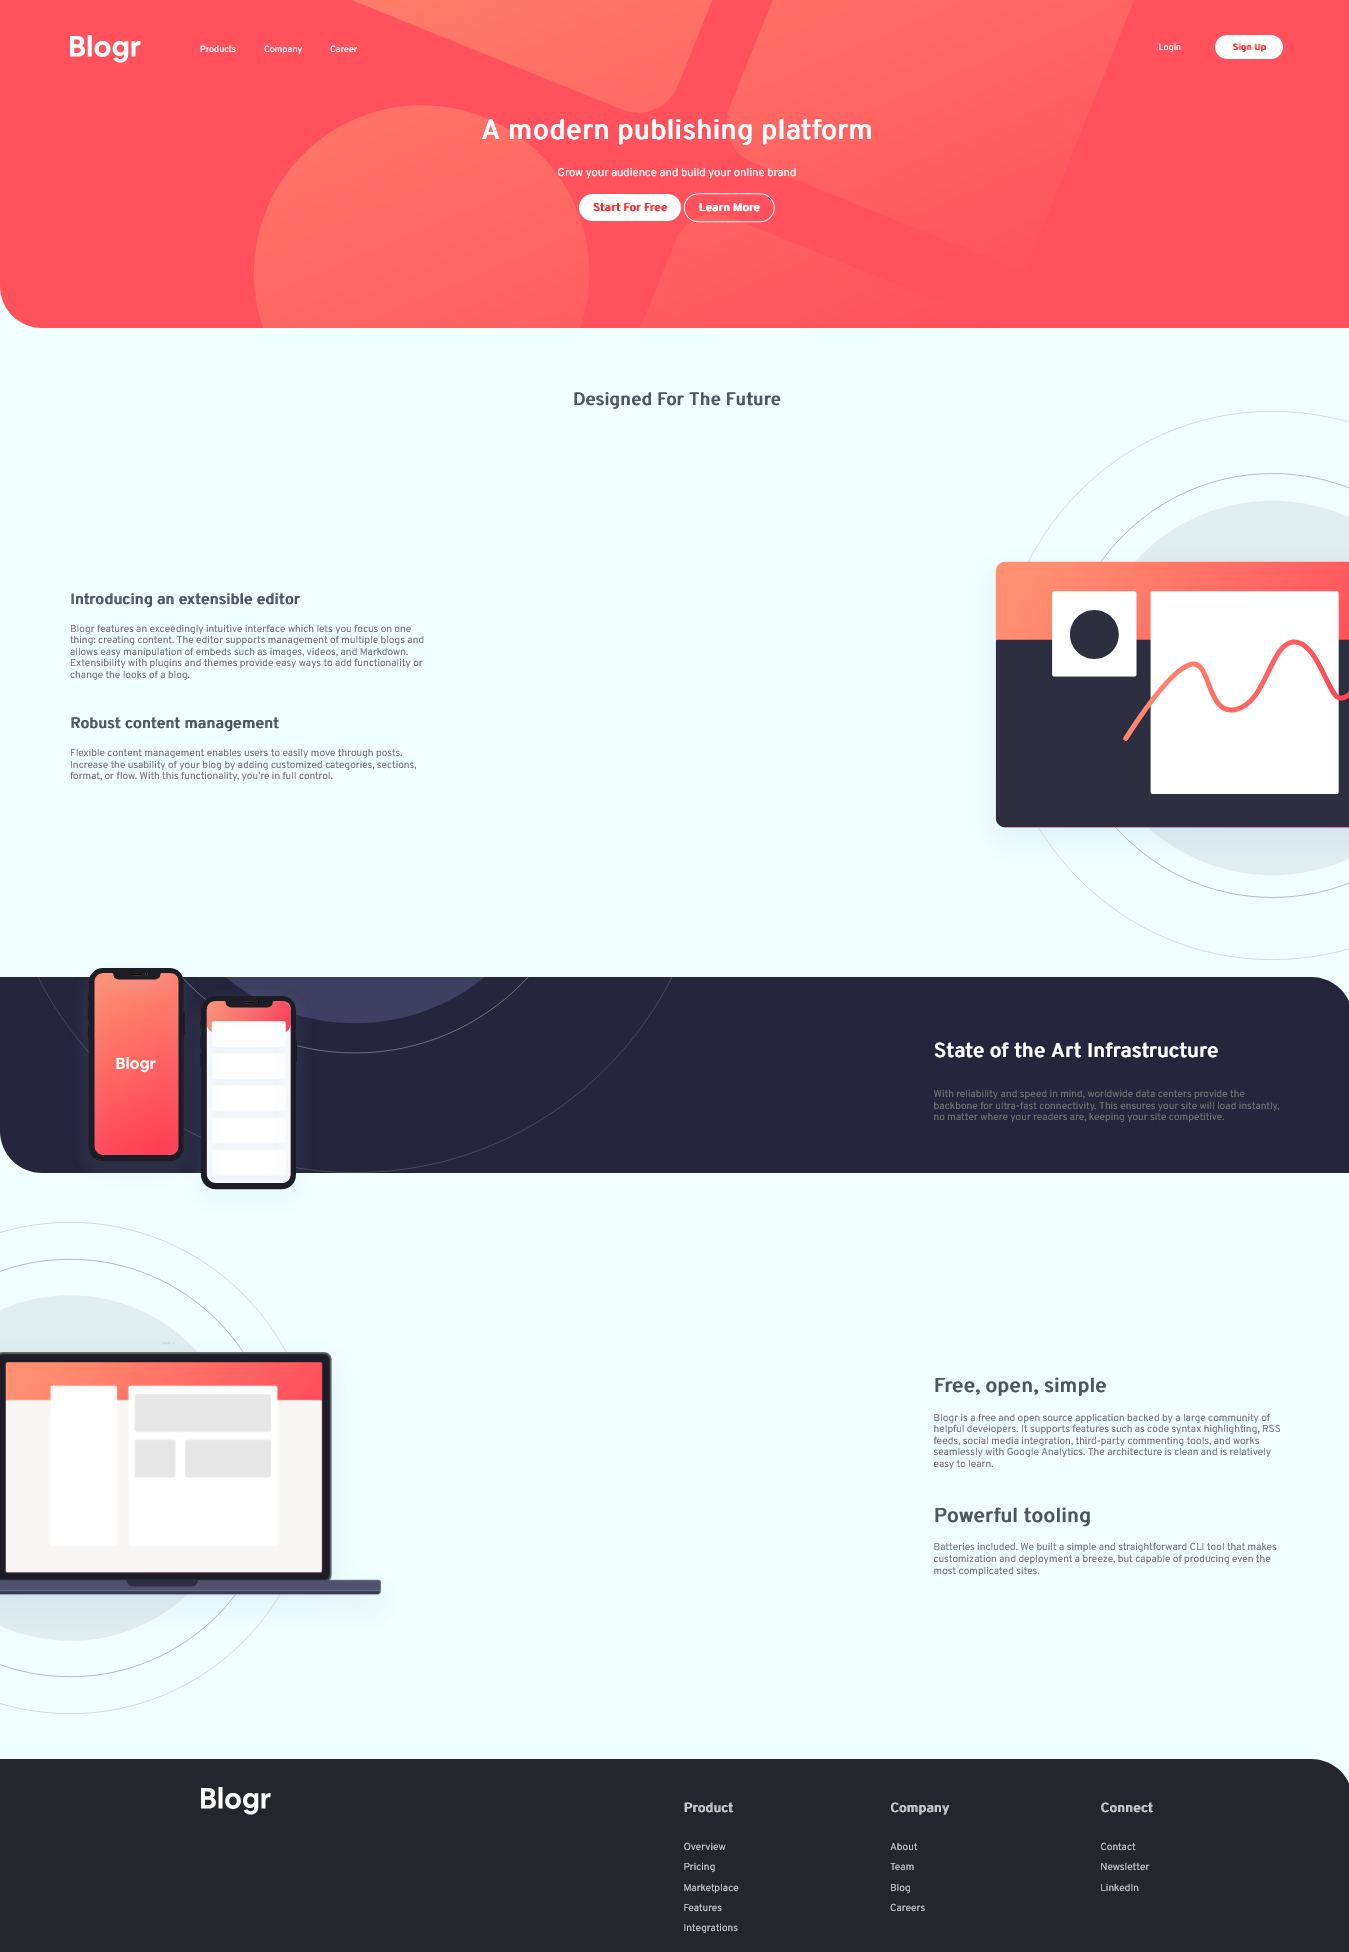 Blogr
Products
Company
Career
Login
Sign Up
A modern publishing platform
Grow your audience and build your online brand
Start For Free
Learn More
Designed For The Future
Introducing an extensible editor
Blogr features an exceedingly intuitive interface which lets you focus on one
thing: creating content. The editor supports management of multiple blogs and
allows easy manipulation of embeds such as images, videos, and Markdown.
Extensibility with plugins and themes provide easy ways to add functionality or
change the looks of a blog.
Robust content management
Flexible content management enables users to easily move through posts.
Increase the usability of your blog by adding customized categories, sections,
format, or flow. With this functionality, you're in full control.
Blogr
State of the Art Infrastructure
With reliability and speed in mind, worldwide data centers provide the
backbone for ultra-fast connectivity. This ensures your site will load instantly,
no matter where your readers are, keeping your site competitive.
Free, open, simple
Blogr is a free and open source application backed by a large community of
helpful developers. It supports features such as code syntax highlighting, RSS
feeds, social media integration, third-party commenting tools, and works
seamlessly with Google Analytics. The architecture is clean and is relatively
easy to learn.
Powerful tooling
Batteries included. We built a simple and straightforward CLI tool that makes
customization and deployment a breeze, but capable of producing even the
most complicated sites.
Blogr
Product
Overview
Pricing
Marketplace
Features
Integrations
Company
About
Team
Blog
Careers
Connect
Contact
Newsletter
LinkedIn